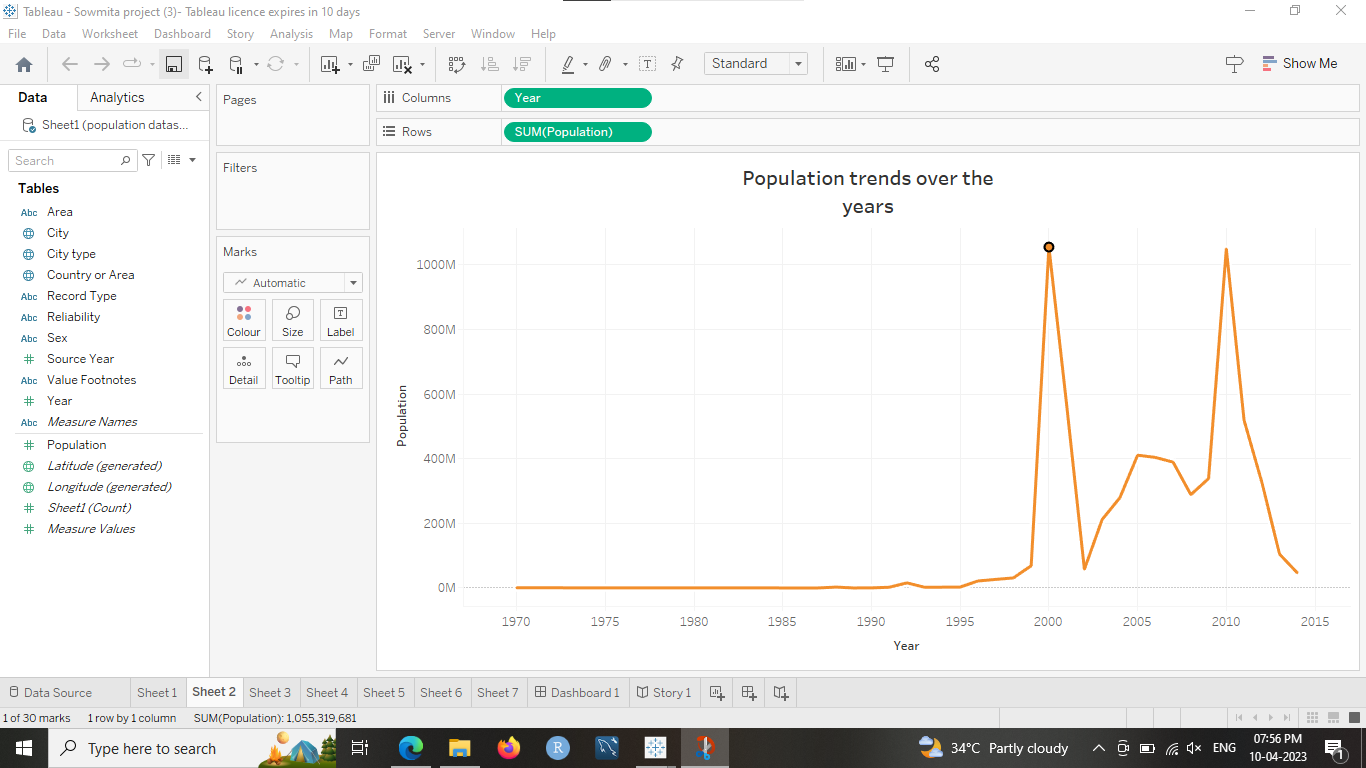 Tableau - Sowmita project (3)- Tableau licence expires in 10 days
File Data Worksheet Dashboard Story Analysis Map Format Server Window Help
Standard
Show Me
Data Analytics
Sheet1 (population datas...
Search
Tables
Abc Area
City
City type
Country or Area
Abc Record Type
Abc Reliability
Abc Sex
Source Year
Abc Value Footnotes
Year
Abc Measure Names
Population
Latitude (generated)
Longitude (generated)
Sheet1 (Count)
Measure Values
Pages
Filters
Marks
Automatic
Colour Size Label
Detail Tooltip Path
Columns Year
Rows SUM(Population)
Population trends over the
years
1000M
800M
600M
400M
200M
0M
Population
1970 1975 1980 1985 1990 1995 2000 2005 2010 2015
Year
Data Source Sheet 1 Sheet 2 Sheet 3 Sheet 4 Sheet 5 Sheet 6 Sheet 7 Dashboard 1 Story 1
1 of 30 marks 1 row by 1 column SUM(Population): 1,055,319,681
Type here to search
R
34°C Partly cloudy
ENG
07:56 PM
10-04-2023
1